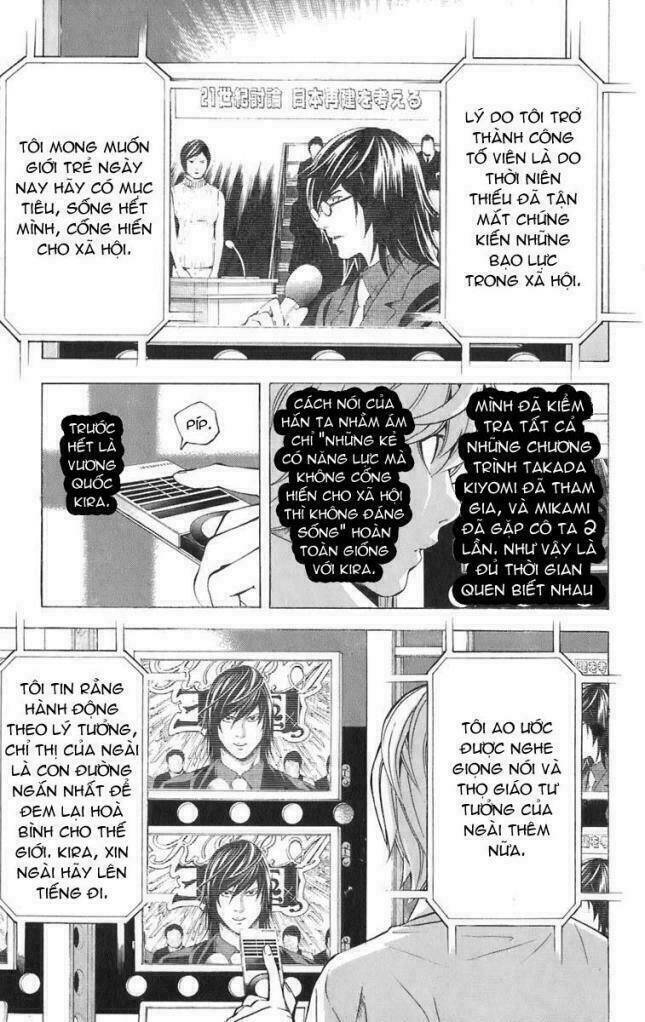 21世紀討論 日本再建を考える
LÝ DO TÔI TRỞ
THÀNH CÔNG
TỐ VIÊN LÀ DO
THỜI NIÊN
THIẾU ĐÃ TẬN
MẮT CHỨNG
KIẾN NHỮNG
BẠO LỰC
TRONG XÃ HỘI.
TÔI MONG MUỐN
GIỚI TRẺ NGÀY
NAY HÃY CÓ MỤC
TIÊU, SỐNG HẾT
MÌNH, CỐNG HIẾN
CHO XÃ HỘI.
MÌNH ĐÃ KIỂM
TRA TẤT CẢ
NHỮNG CHƯƠNG
TRÌNH TAKADA
KIYOMI ĐÃ THAM
GIA, VÀ MIKAMI
ĐÃ GẶP CÔ TA 2
LẦN. NHƯ VẬY LÀ
ĐỦ THỜI GIAN
QUEN BIẾT NHAU
CÁCH NÓI CỦA
HẮN TA NHẰM ÁM
CHỈ "NHỮNG KẺ
CÓ NĂNG LỰC MÀ
KHÔNG CỐNG
HIẾN CHO XÃ HỘI
THÌ KHÔNG ĐÁNG
SỐNG" HOÀN
TOÀN GIỐNG
VỚI KIRA.
PÍP.
TRƯỚC
HẾT LÀ
VƯƠNG
QUỐC
KIRA.
TÔI AO ƯỚC
ĐƯỢC NGHE
GIỌNG NÓI VÀ
THỌ GIÁO TƯ
TƯỞNG CỦA
NGÀI THÊM
NỮA.
TÔI TIN RẰNG
HÀNH ĐỘNG
THEO LÝ TƯỞNG,
CHỈ THỊ CỦA NGÀI
LÀ CON ĐƯỜNG
NGẮN NHẤT ĐỂ
ĐEM LẠI HOÀ
BÌNH CHO THẾ
GIỚI. KIRA, XIN
NGÀI HÃY LÊN
TIẾNG ĐI.